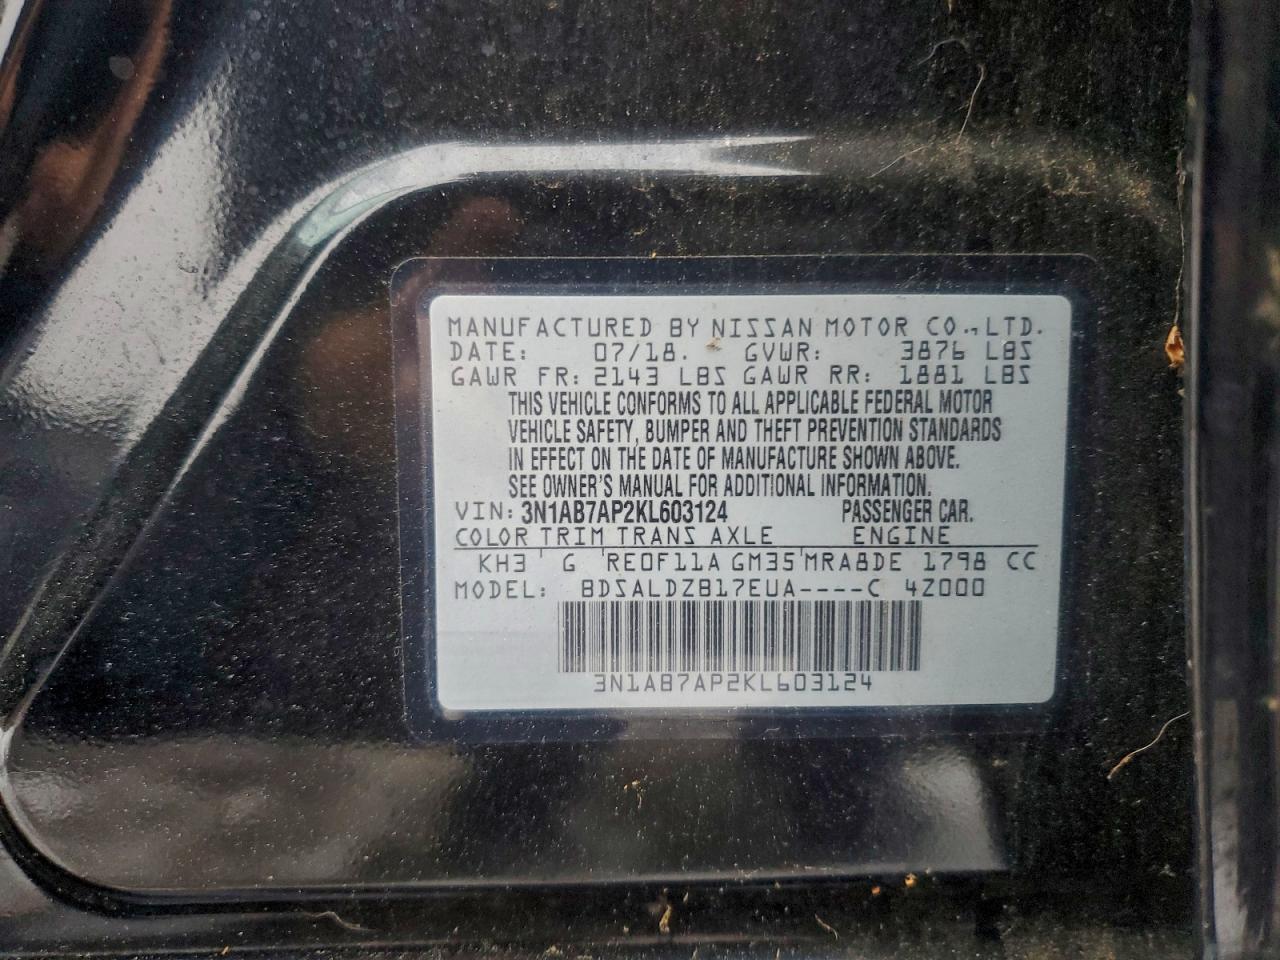 MANUFACTURED BY NISSAN MOTOR CO.,LTD.
DATE: 07/18. GVWR: 3876 LBS
GAWR FR: 2143 LBS GAWR RR: 1881 LBS
THIS VEHICLE CONFORMS TO ALL APPLICABLE FEDERAL MOTOR
VEHICLE SAFETY, BUMPER AND THEFT PREVENTION STANDARDS
IN EFFECT ON THE DATE OF MANUFACTURE SHOWN ABOVE.
SEE OWNER'S MANUAL FOR ADDITIONAL INFORMATION.
VIN: 3N1AB7AP2KL603124 PASSENGER CAR.
COLOR TRIM TRANS AXLE ENGINE
KH3 G RE0F11A GM35 MRA8DE 1798 CC
MODEL: BDSALDZB17EUA----C 4Z000
3N1AB7AP2KL603124